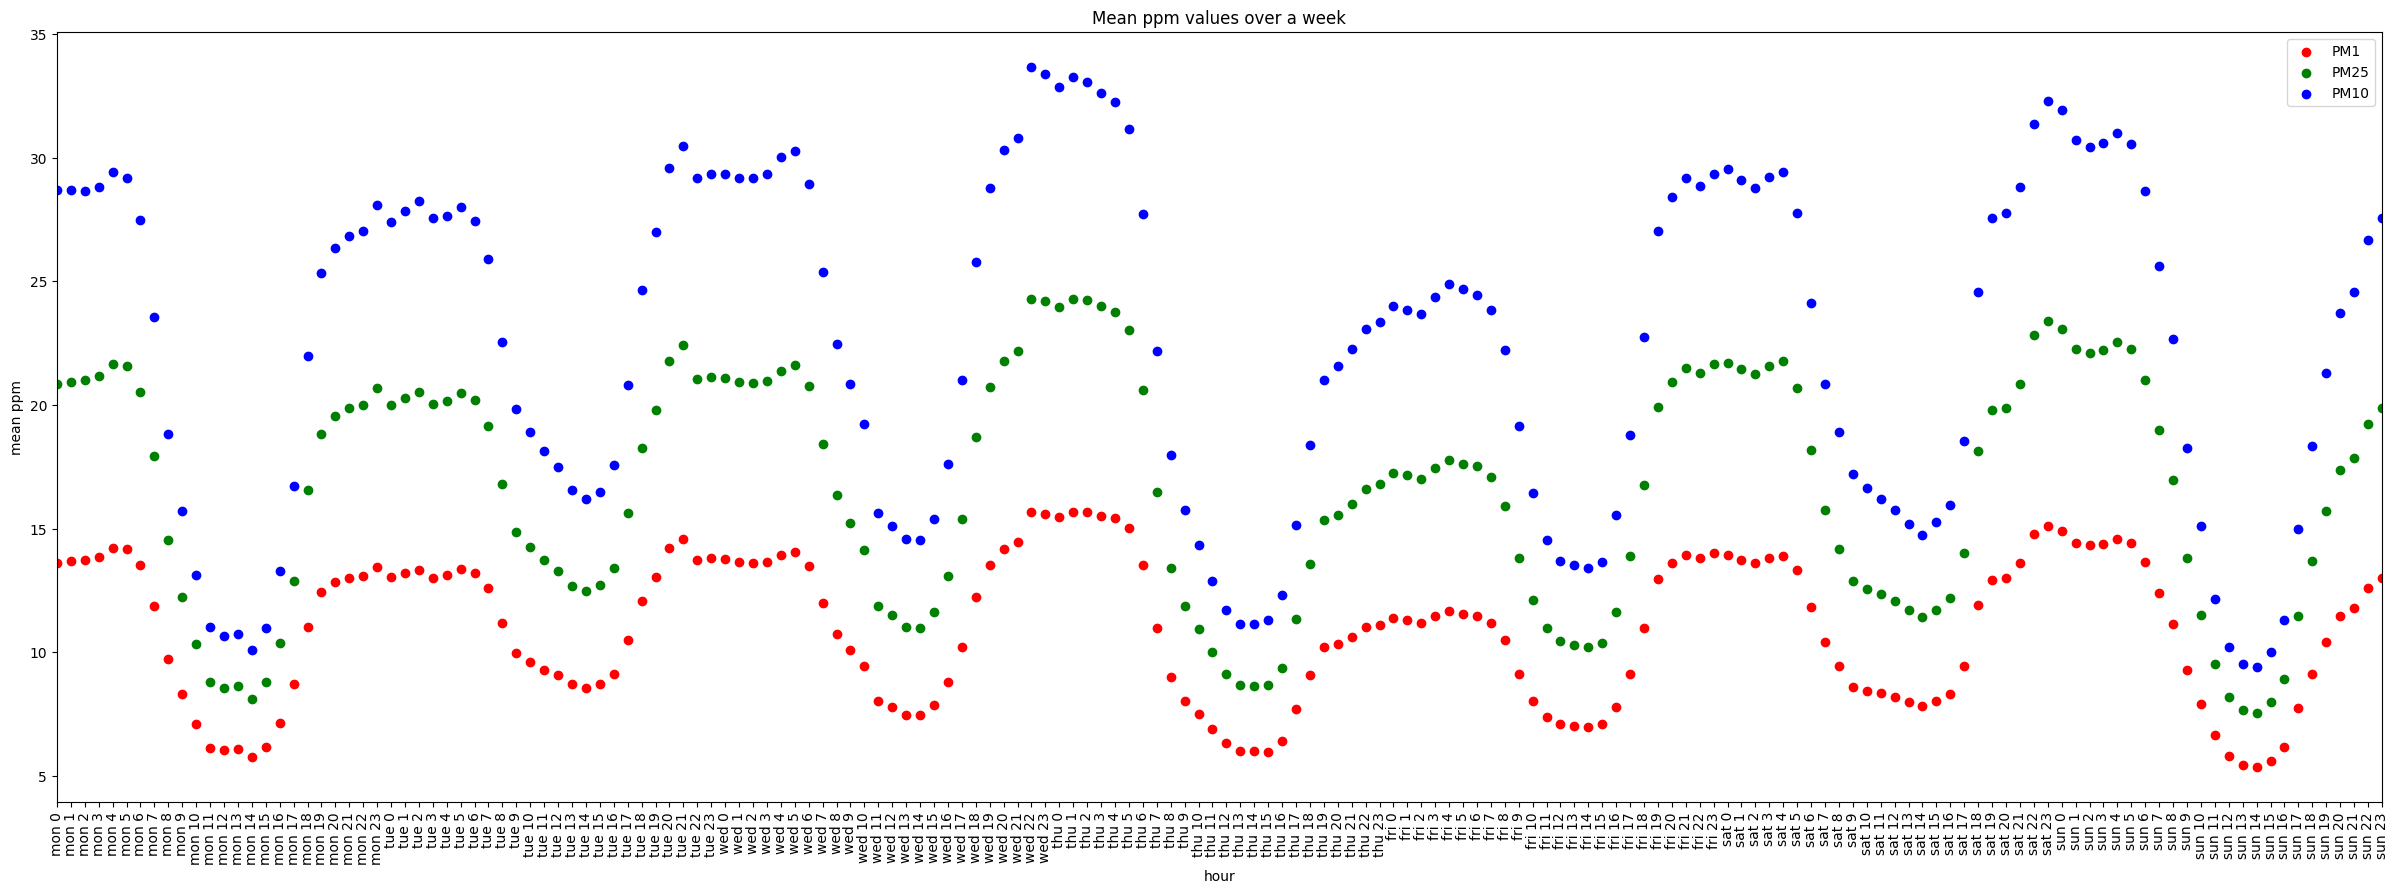 Mean ppm values over a week
PM1
PM25
PM10
mean ppm
35
30
25
20
15
10
5
mon 0
mon 1
mon 2
mon 3
mon 4
mon 5
mon 6
mon 7
mon 8
mon 9
mon 10
mon 11
mon 12
mon 13
mon 14
mon 15
mon 16
mon 17
mon 18
mon 19
mon 20
mon 21
mon 22
mon 23
tue 0
tue 1
tue 2
tue 3
tue 4
tue 5
tue 6
tue 7
tue 8
tue 9
tue 10
tue 11
tue 12
tue 13
tue 14
tue 15
tue 16
tue 17
tue 18
tue 19
tue 20
tue 21
tue 22
tue 23
wed 0
wed 1
wed 2
wed 3
wed 4
wed 5
wed 6
wed 7
wed 8
wed 9
wed 10
wed 11
wed 12
wed 13
wed 14
wed 15
wed 16
wed 17
wed 18
wed 19
wed 20
wed 21
wed 22
wed 23
thu 0
thu 1
thu 2
thu 3
thu 4
thu 5
thu 6
thu 7
thu 8
thu 9
thu 10
thu 11
thu 12
thu 13
thu 14
thu 15
thu 16
thu 17
thu 18
thu 19
thu 20
thu 21
thu 22
thu 23
fri 0
fri 1
fri 2
fri 3
fri 4
fri 5
fri 6
fri 7
fri 8
fri 9
fri 10
fri 11
fri 12
fri 13
fri 14
fri 15
fri 16
fri 17
fri 18
fri 19
fri 20
fri 21
fri 22
fri 23
sat 0
sat 1
sat 2
sat 3
sat 4
sat 5
sat 6
sat 7
sat 8
sat 9
sat 10
sat 11
sat 12
sat 13
sat 14
sat 15
sat 16
sat 17
sat 18
sat 19
sat 20
sat 21
sat 22
sat 23
sun 0
sun 1
sun 2
sun 3
sun 4
sun 5
sun 6
sun 7
sun 8
sun 9
sun 10
sun 11
sun 12
sun 13
sun 14
sun 15
sun 16
sun 17
sun 18
sun 19
sun 20
sun 21
sun 22
sun 23
hour